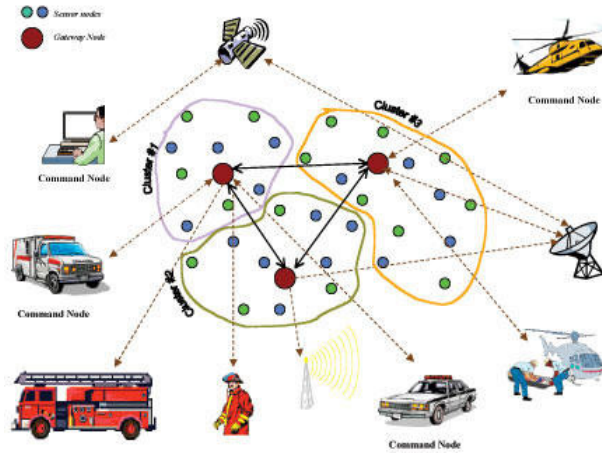 Sensor nodes
Gateway Node
Cluster #3
Command Node
Cluster #1
Command Node
Cluster #2
Command Node
Command Node